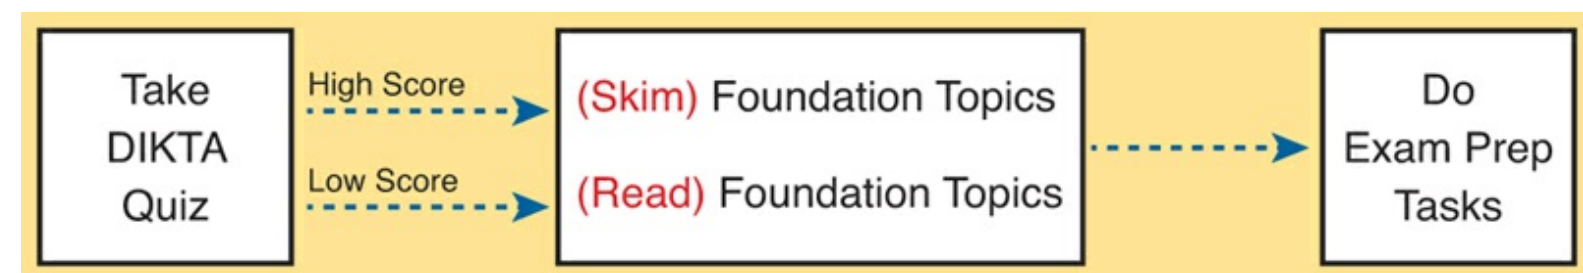 Take
DIKTA
Quiz
High Score
Low Score
(Skim) Foundation Topics
(Read) Foundation Topics
Do
Exam Prep
Tasks